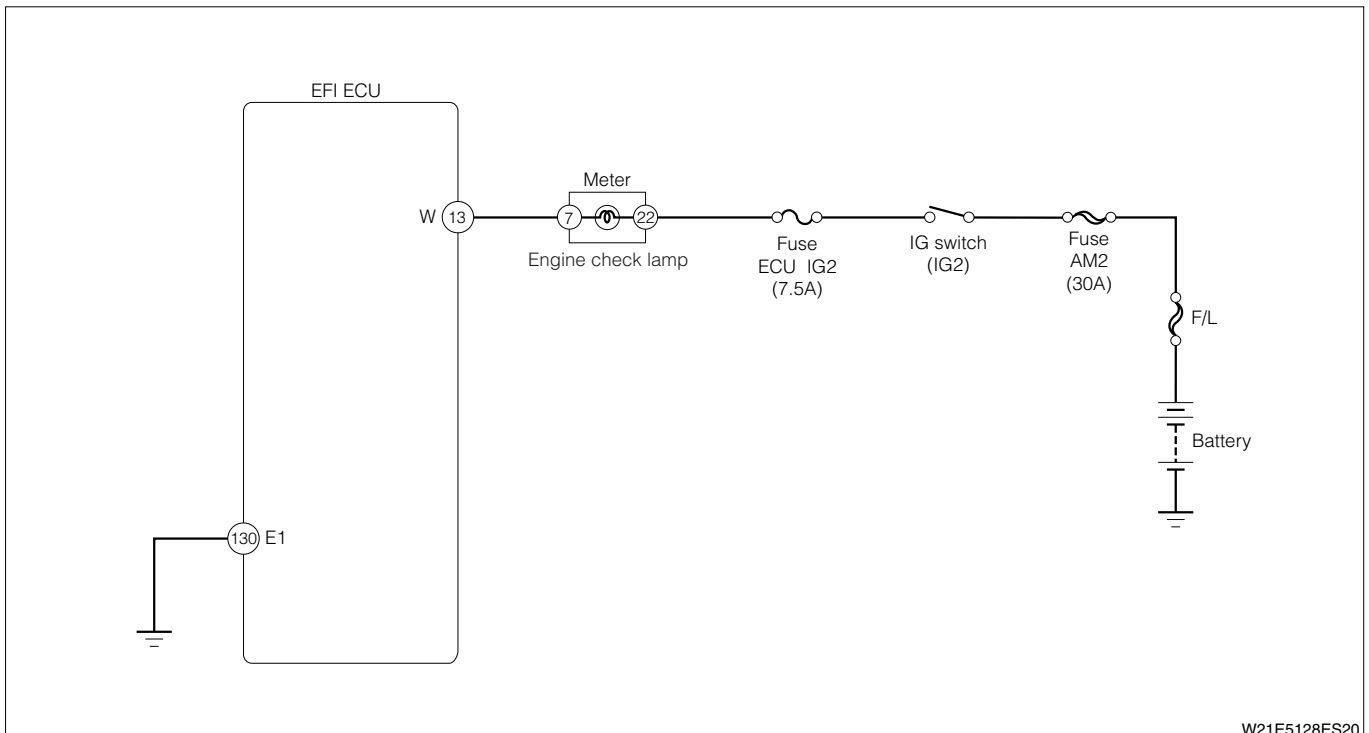 EFI ECU
Meter
W
13
7
22
Engine check lamp
Fuse
ECU IG2
(7.5A)
IG switch
(IG2)
Fuse
AM2
(30A)
F/L
Battery
130
E1
W21E5128ES20